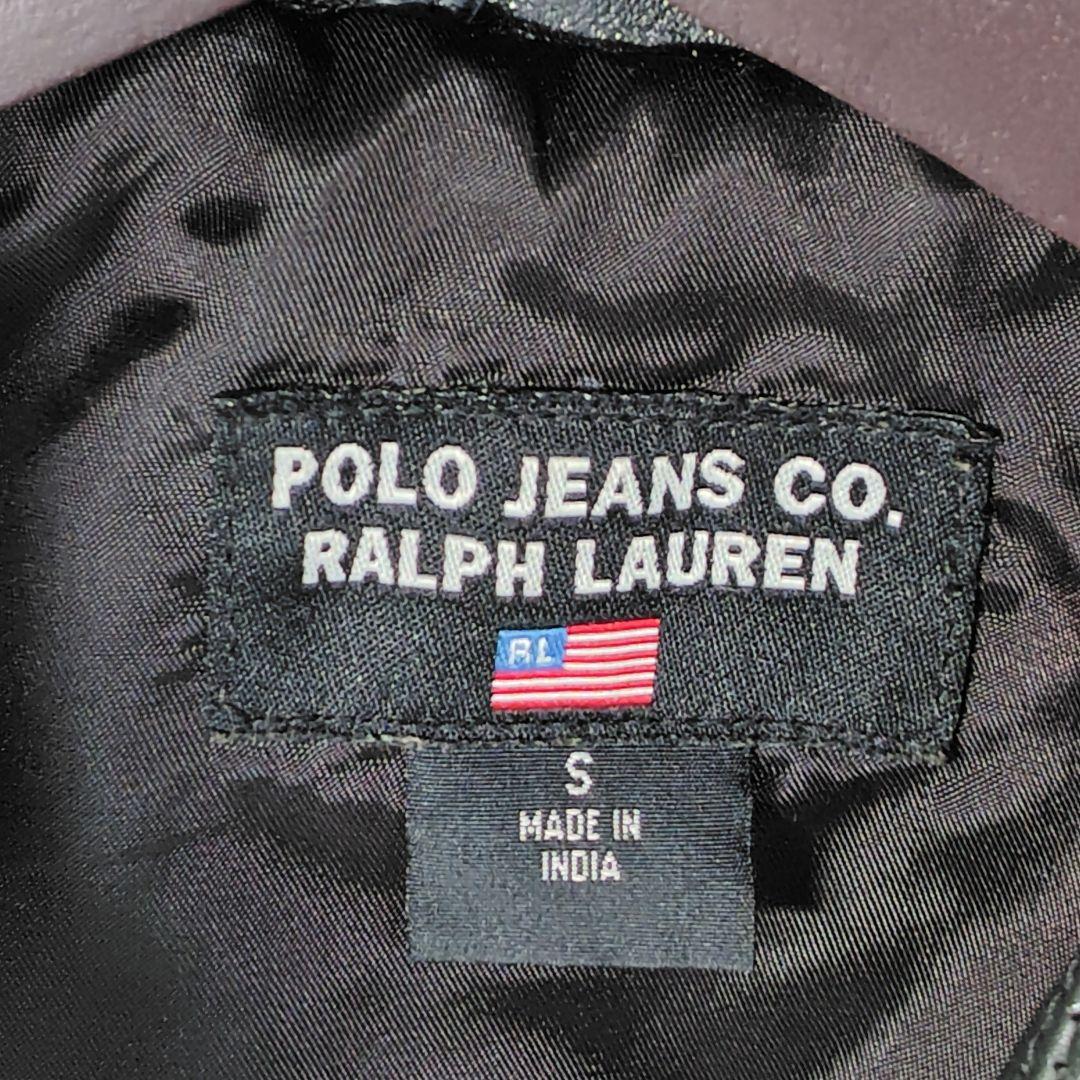 POLO JEANS CO.
RALPH LAUREN
RL
S
MADE IN
INDIA